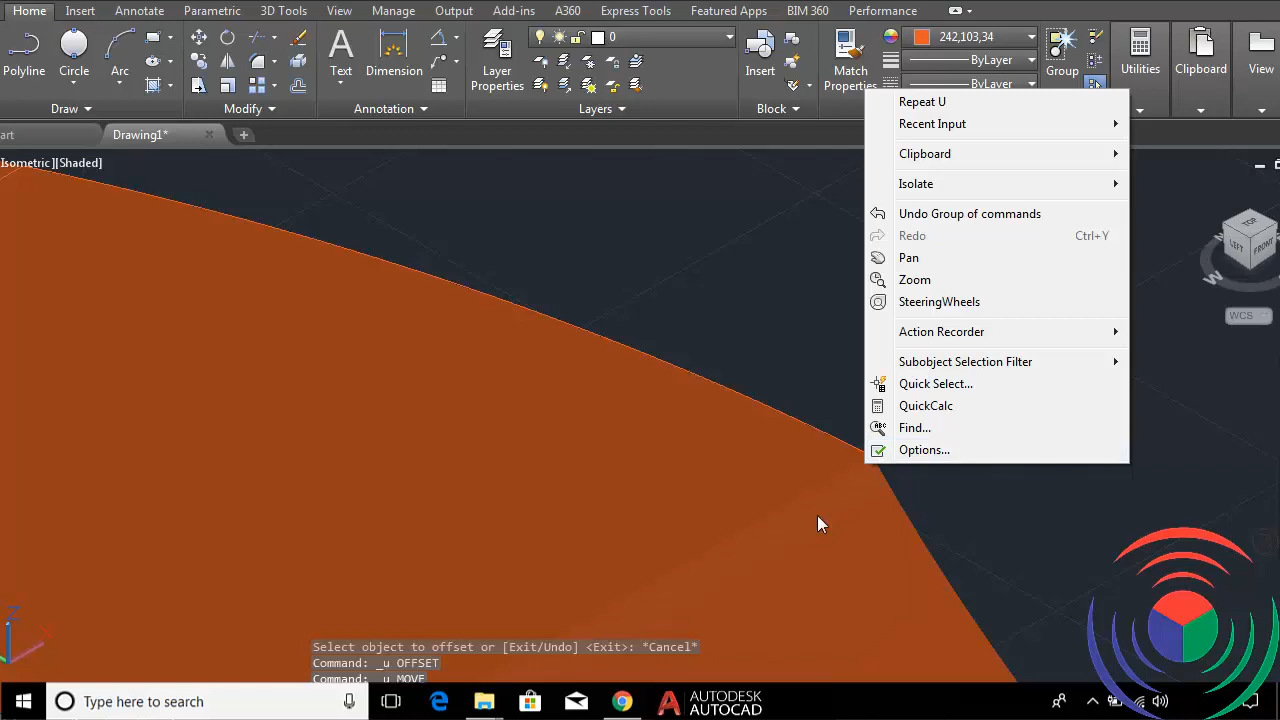 Home Insert Annotate Parametric 3D Tools View Manage Output Add-ins A360 Express Tools Featured Apps BIM 360 Performance
0
242,103,34
ByLayer
ByLayer
Polyline Circle Arc Text Dimension Layer Properties Insert Match Properties Group Utilities Clipboard View
Draw Modify Annotation Layers Block
art Drawing1*
Isometric][Shaded]
Repeat U
Recent Input
Clipboard
Isolate
Undo Group of commands
Redo Ctrl+Y
Pan
Zoom
SteeringWheels
Action Recorder
Subobject Selection Filter
Quick Select...
QuickCalc
Find...
Options...
TOP
LEFT FRONT
W
WCS
Z
X
Select object to offset or [Exit/Undo] <Exit>: *Cancel*
Command: _u OFFSET
Command: _u MOVE
Type here to search
AUTODESK
AUTOCAD